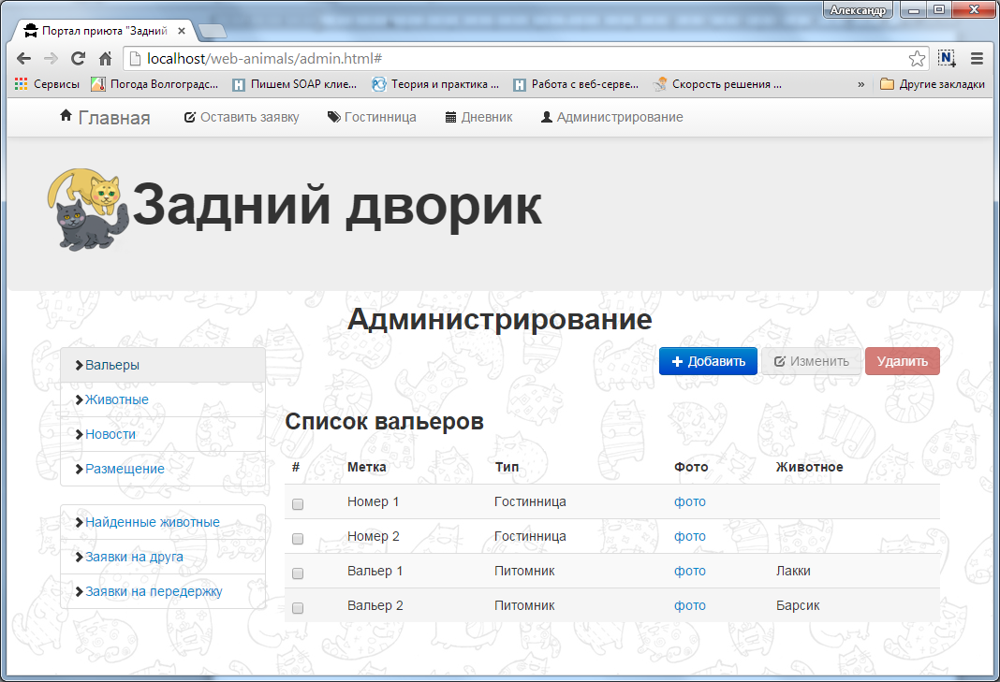 Александр
Портал приюта "Задний
localhost/web-animals/admin.html#
Сервисы Погода Волгоградс... Пишем SOAP клие... Теория и практика ... Работа с веб-серве... Скорость решения ... » Другие закладки
Главная Оставить заявку Гостинница Дневник Администрирование
Задний дворик
Администрирование
Добавить Изменить Удалить
Вальеры
Животные
Новости
Размещение
Найденные животные
Заявки на друга
Заявки на передержку
Список вальеров
# Метка Тип Фото Животное
Номер 1 Гостинница фото
Номер 2 Гостинница фото
Вальер 1 Питомник фото Лакки
Вальер 2 Питомник фото Барсик